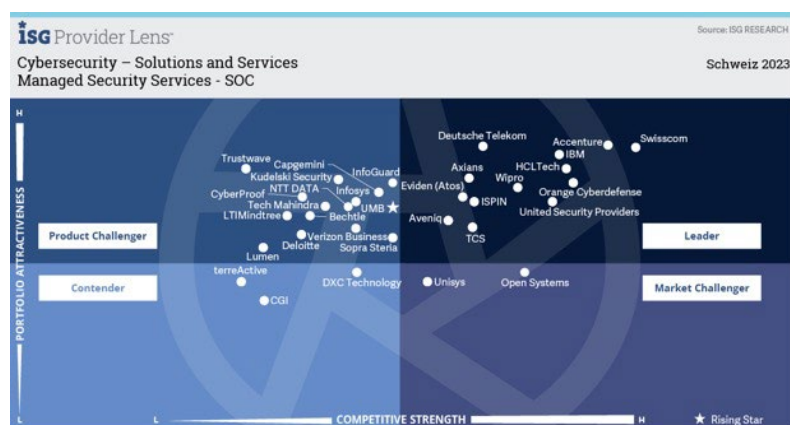 iSG Provider Lens™
Source: ISG RESEARCH
Cybersecurity – Solutions and Services
Managed Security Services - SOC
Schweiz 2023
H
PORTFOLIO ATTRACTIVENESS
L
Deutsche Telekom
Accenture
Swisscom
IBM
Trustwave
Capgemini
InfoGuard
Axians
HCLTech
Kudelski Security
Wipro
NTT DATA
Infosys
Eviden (Atos)
Orange Cyberdefense
CyberProof
Tech Mahindra
UMB
ISPIN
United Security Providers
LTIMindtree
Bechtle
Aveniq
Product Challenger
Deloitte
Verizon Business
TCS
Leader
Sopra Steria
Lumen
terreActive
DXC Technology
Unisys
Open Systems
Contender
Market Challenger
CGI
L
COMPETITIVE STRENGTH
H
Rising Star